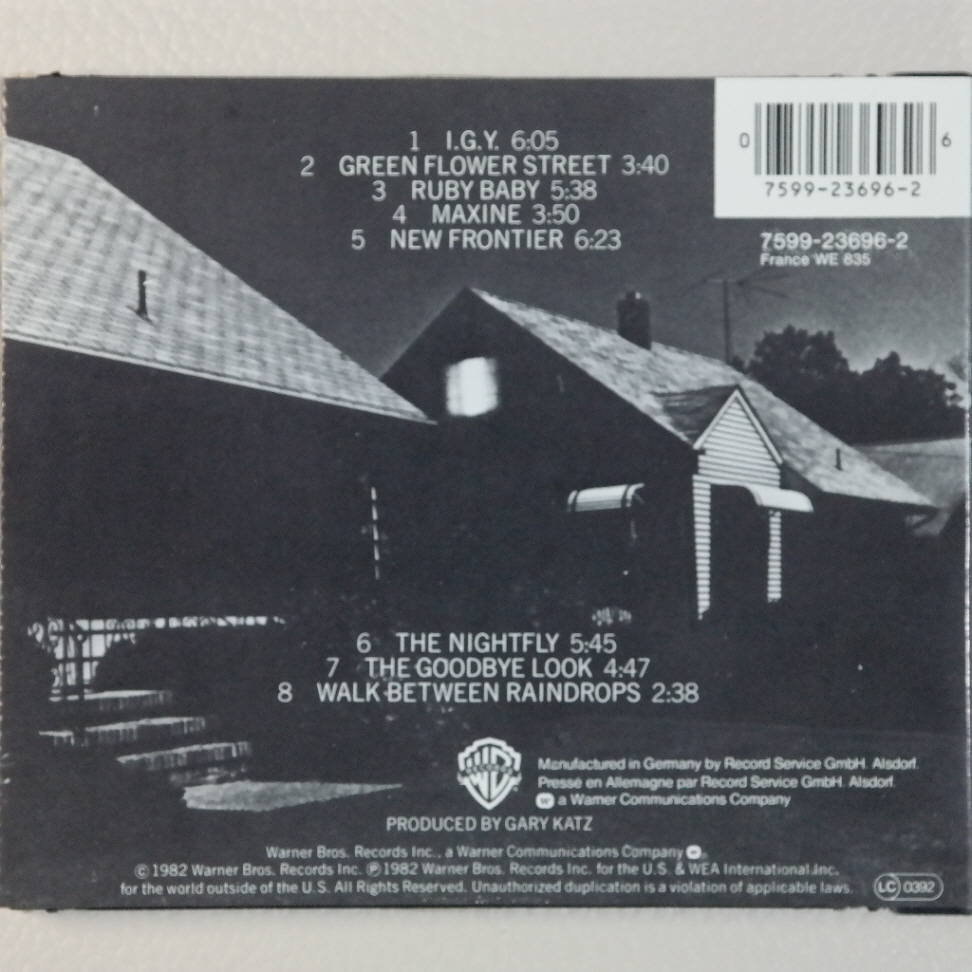 1 I.G.Y. 6:05
2 GREEN FLOWER STREET 3:40
3 RUBY BABY 5:38
4 MAXINE 3:50
5 NEW FRONTIER 6:23
0 6
7599-23696-2
7599-23696-2
France WE 835
6 THE NIGHTFLY 5:45
7 THE GOODBYE LOOK 4:47
8 WALK BETWEEN RAINDROPS 2:38
WB
Manufactured in Germany by Record Service GmbH. Alsdorf.
Pressé en Allemagne par Record Service GmbH. Alsdorf.
a Warner Communications Company
PRODUCED BY GARY KATZ
Warner Bros. Records Inc., a Warner Communications Company
© 1982 Warner Bros. Records Inc. ℗ 1982 Warner Bros. Records Inc. for the U.S. & WEA International Inc.
for the world outside of the U.S. All Rights Reserved. Unauthorized duplication is a violation of applicable laws.
LC 0392